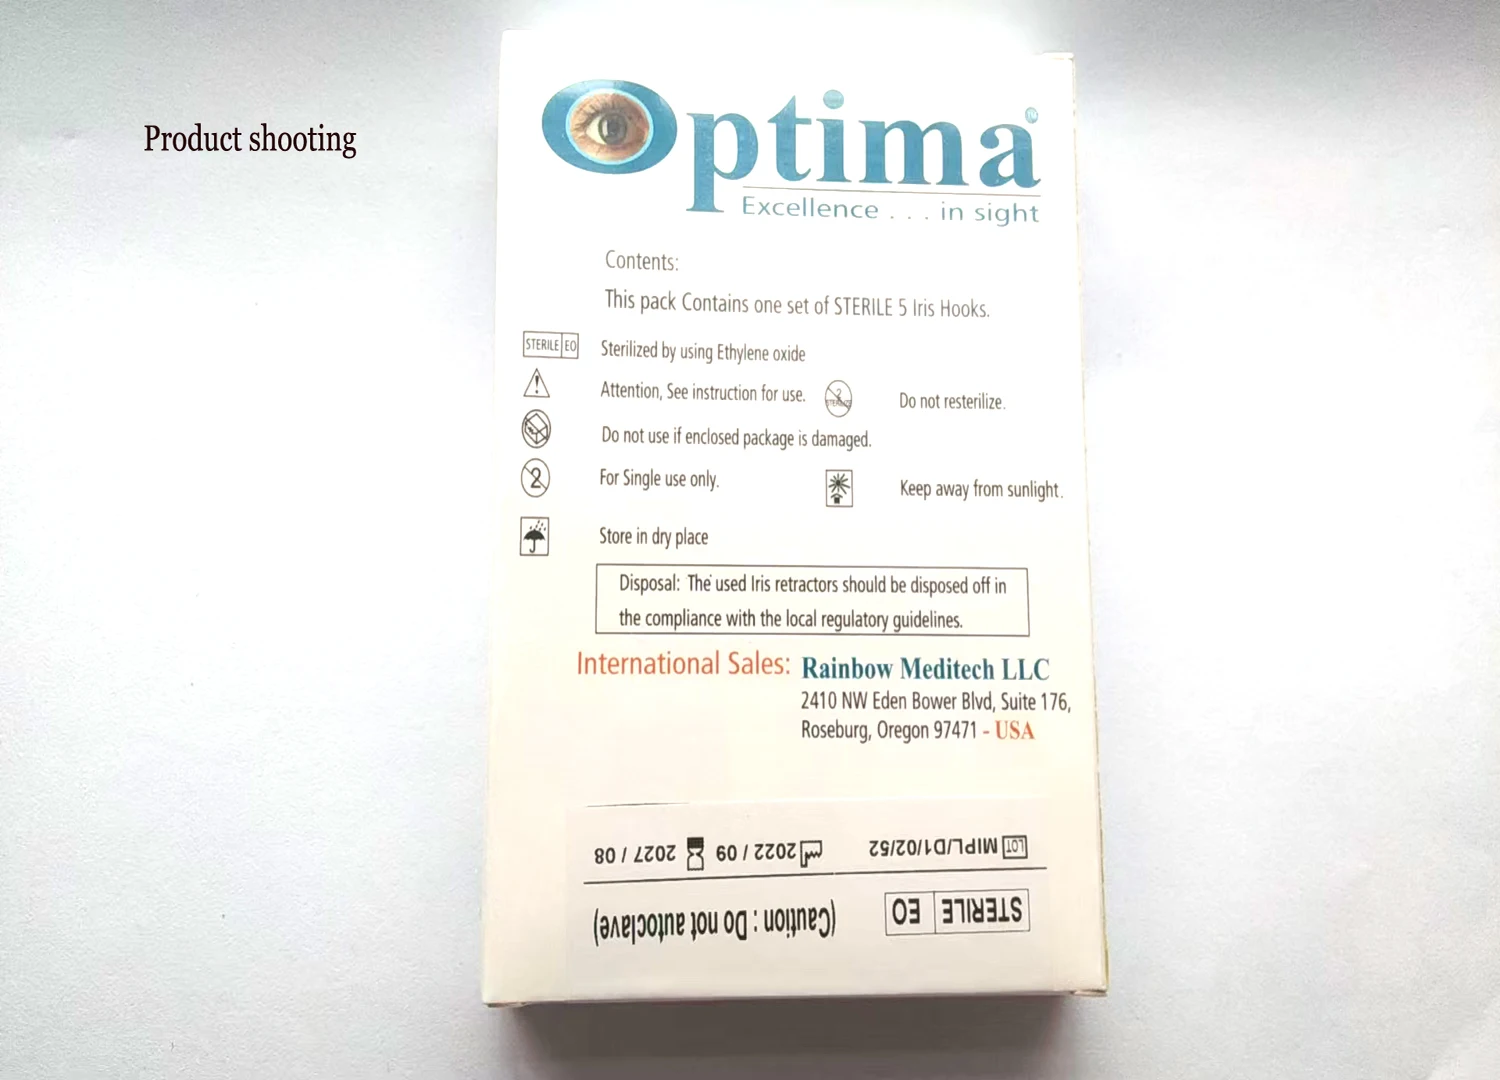 Product shooting
Optima
TM
Excellence . . . in sight
Contents:
This pack Contains one set of STERILE 5 Iris Hooks.
STERILE EO Sterilized by using Ethylene oxide
Attention, See instruction for use.
2 STERILIZE Do not resterilize.
Do not use if enclosed package is damaged.
2 For Single use only.
Keep away from sunlight.
Store in dry place
Disposal: The used Iris retractors should be disposed off in
the compliance with the local regulatory guidelines.
International Sales: Rainbow Meditech LLC
2410 NW Eden Bower Blvd, Suite 176,
Roseburg, Oregon 97471 - USA
STERILE EO (Caution : Do not autoclave)
LOT MIPL/D1/02/52 2022 / 09 2027 / 08